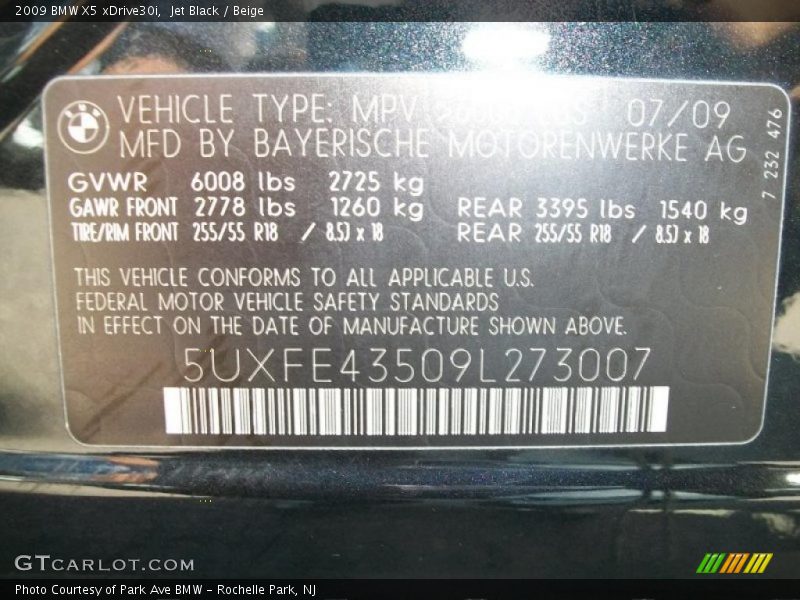 2009 BMW X5 xDrive30i, Jet Black / Beige
VEHICLE TYPE: MPV 07/09
MFD BY BAYERISCHE MOTORENWERKE AG
7 232 476
GVWR 6008 lbs 2725 kg
GAWR FRONT 2778 lbs 1260 kg REAR 3395 lbs 1540 kg
TIRE/RIM FRONT 255/55 R18 / 8.5J x 18 REAR 255/55 R18 / 8.5J x 18
THIS VEHICLE CONFORMS TO ALL APPLICABLE U.S.
FEDERAL MOTOR VEHICLE SAFETY STANDARDS
IN EFFECT ON THE DATE OF MANUFACTURE SHOWN ABOVE.
5UXFE43509L273007
GTCARLOT.COM
Photo Courtesy of Park Ave BMW - Rochelle Park, NJ